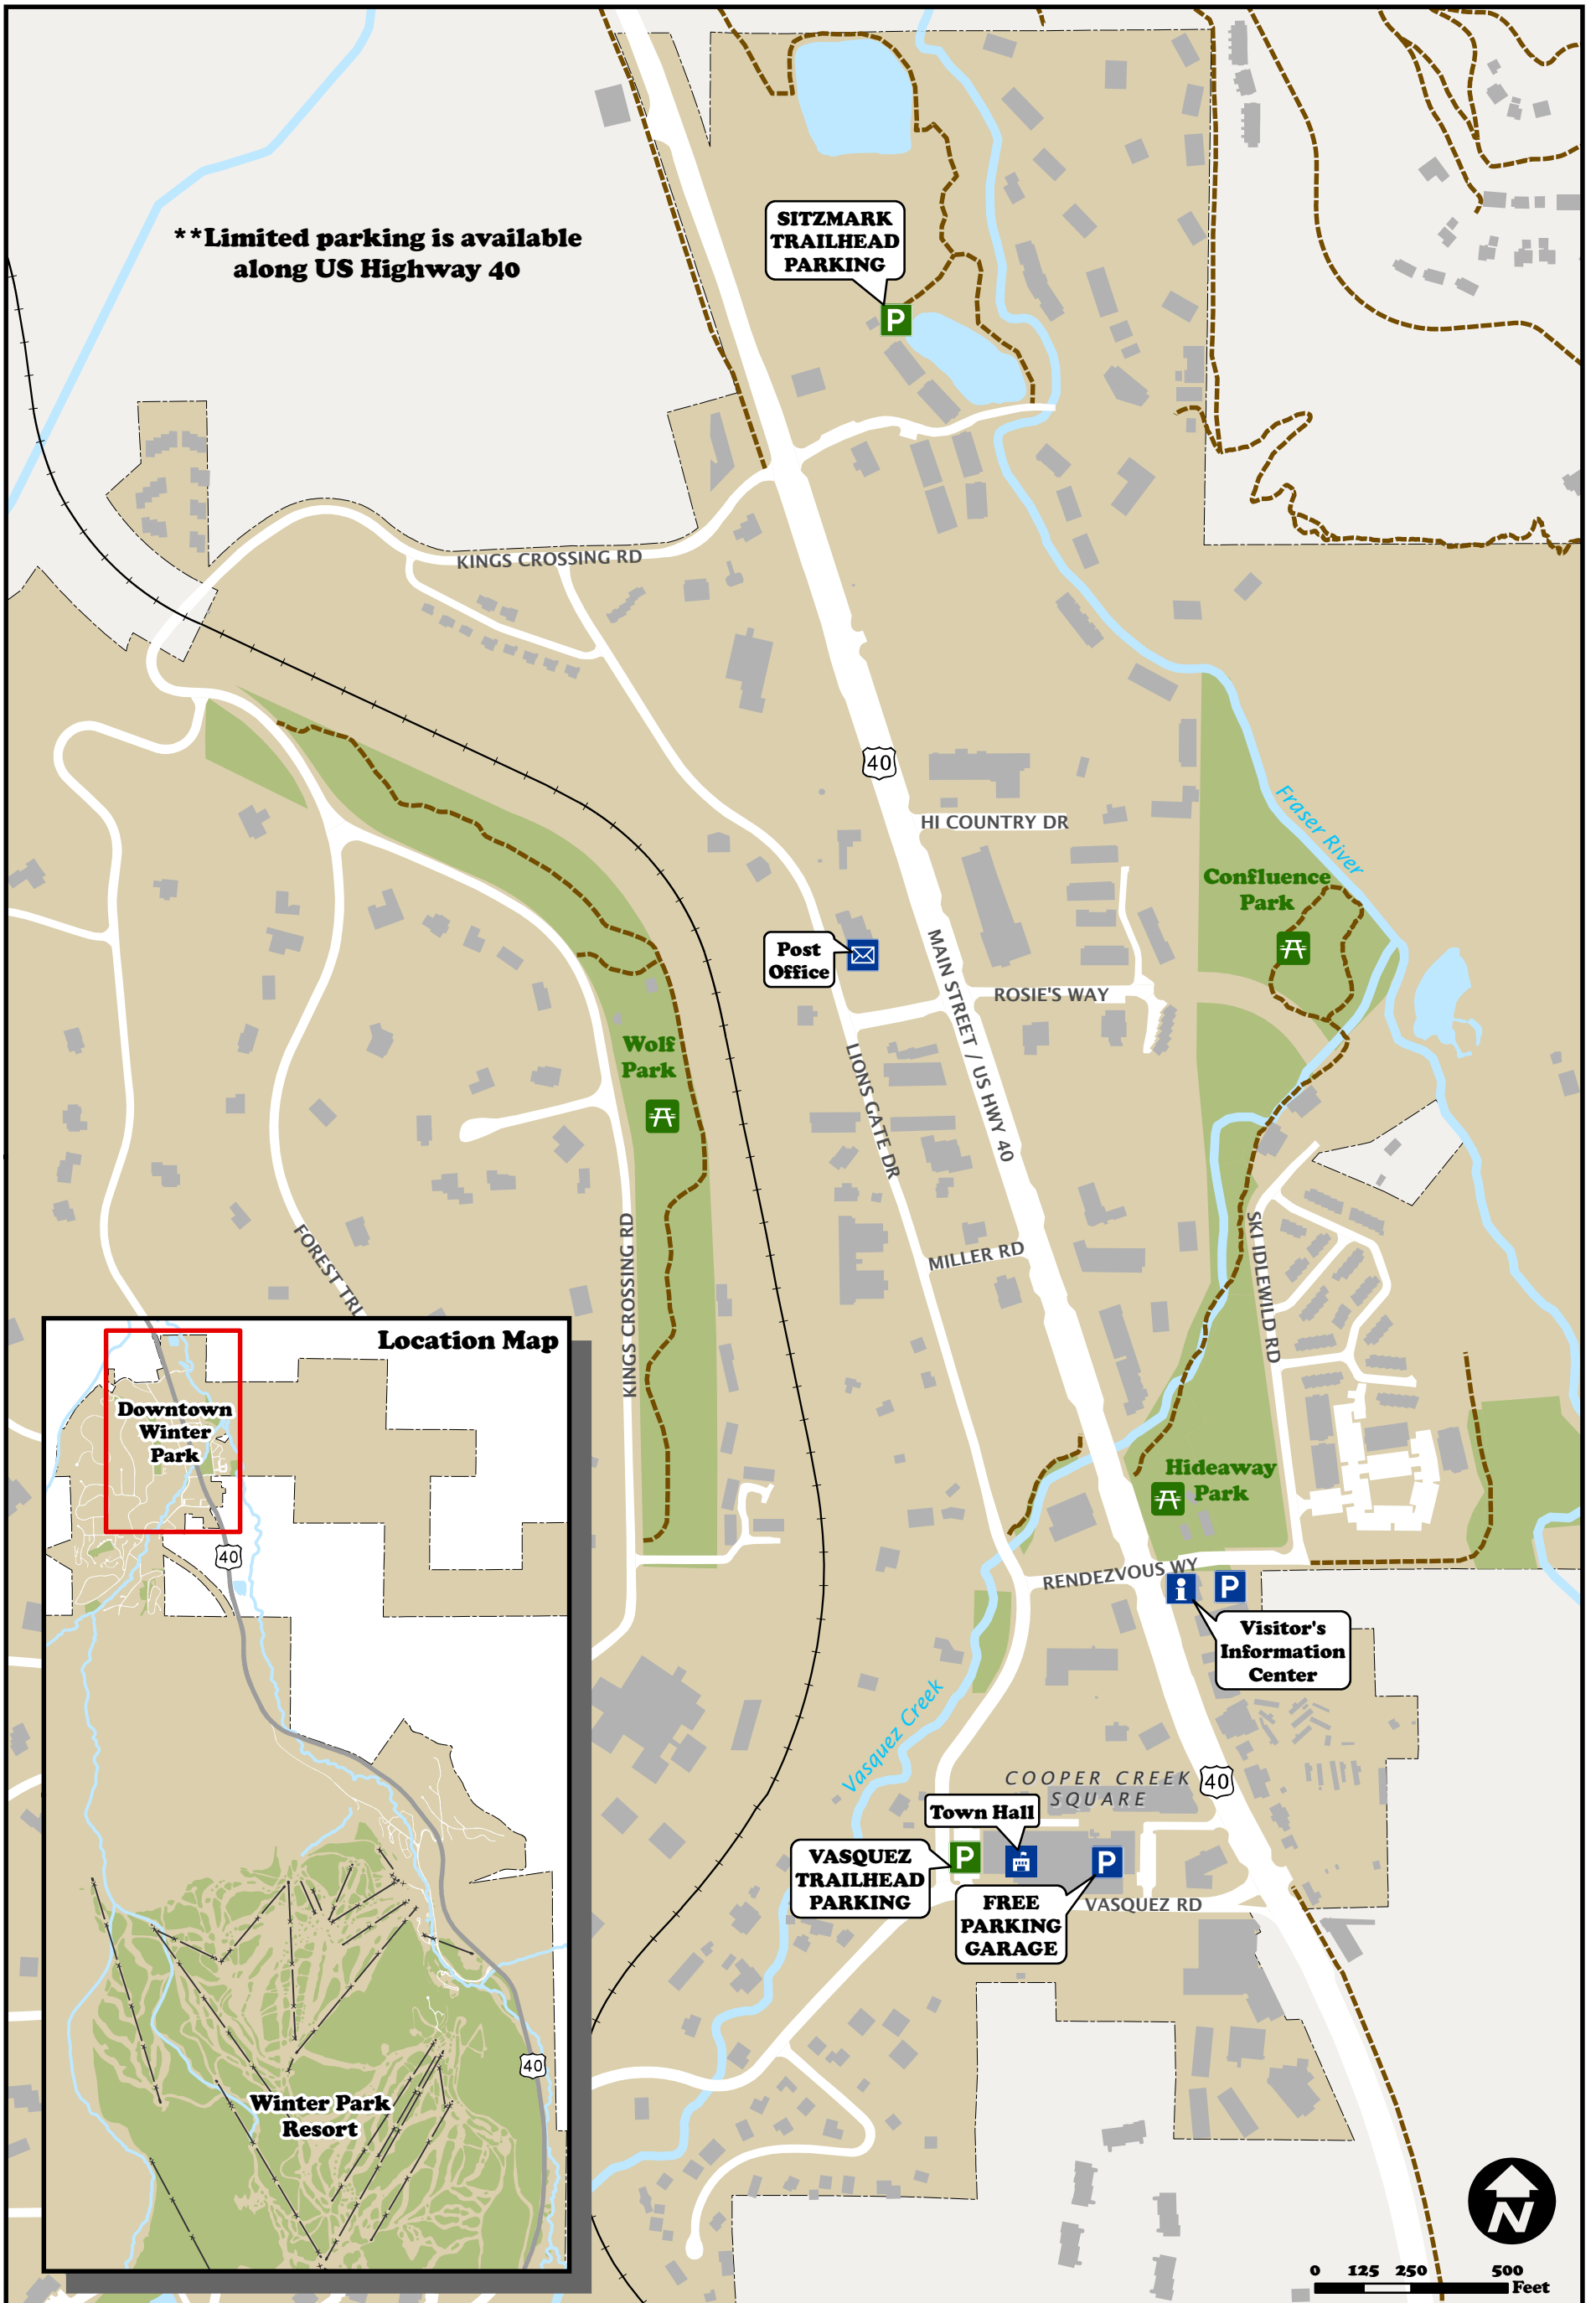 SITZMARK
TRAILHEAD
PARKING
**Limited parking is available
along US Highway 40
P
KINGS CROSSING RD
40
HI COUNTRY DR
Fraser River
Confluence
Park
Post
Office
MAIN STREET / US HWY 40
ROSIE'S WAY
Wolf
Park
LIONS GATE DR
KINGS CROSSING RD
FOREST TRL
MILLER RD
SKI IDLEWILD RD
Location Map
Downtown
Winter
Park
40
40
Winter Park
Resort
Hideaway
Park
RENDEZVOUS WY
i
P
Visitor's
Information
Center
Vasquez Creek
COOPER CREEK
SQUARE
40
Town Hall
VASQUEZ
TRAILHEAD
PARKING
P
P
FREE
PARKING
GARAGE
VASQUEZ RD
N
0 125 250 500
Feet